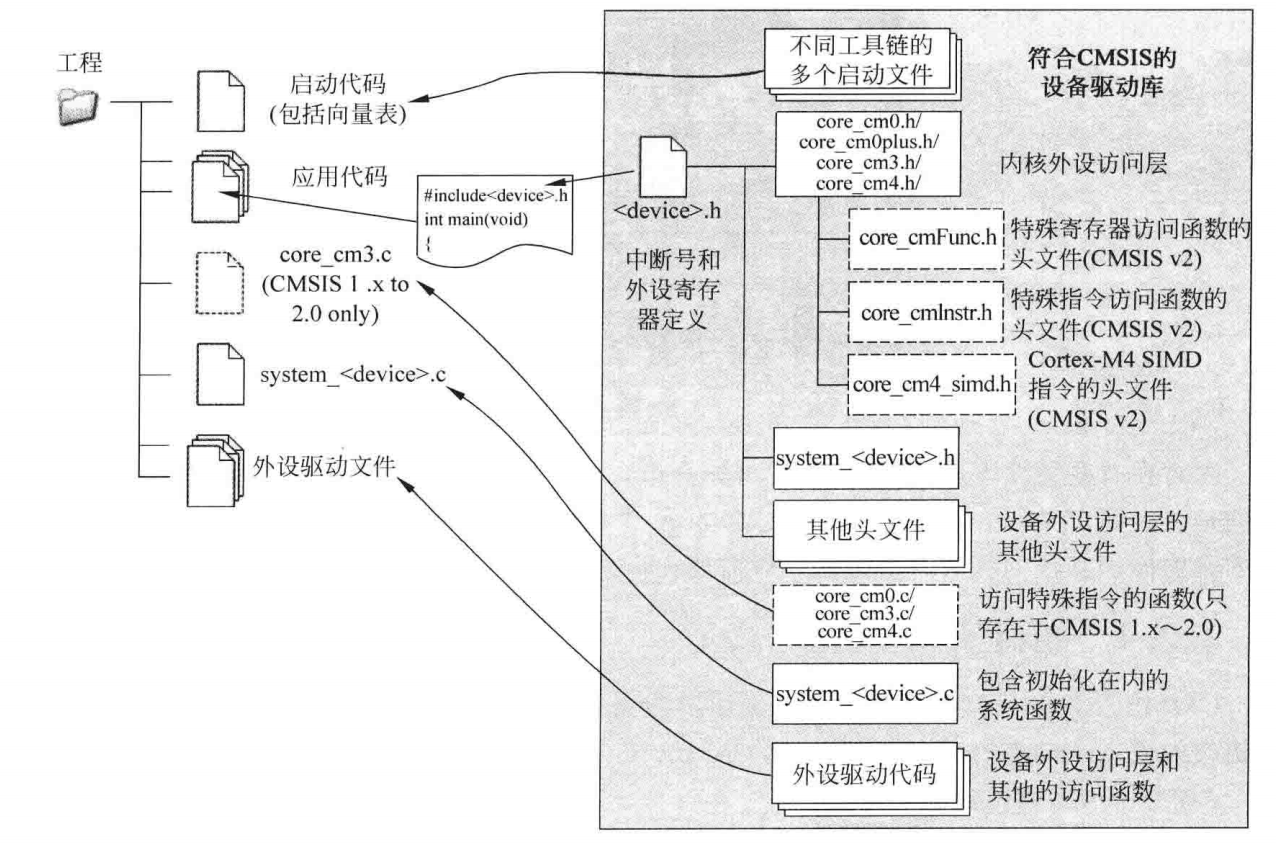 工程
启动代码
(包括向量表)
应用代码
#include<device>.h
int main(void)
{
core_cm3.c
(CMSIS 1 .x to
2.0 only)
system_<device>.c
外设驱动文件
符合CMSIS的
设备驱动库
不同工具链的
多个启动文件
<device>.h
中断号和
外设寄存
器定义
core_cm0.h/
core_cm0plus.h/
core_cm3.h/
core_cm4.h/
内核外设访问层
core_cmFunc.h
特殊寄存器访问函数的
头文件(CMSIS v2)
core_cmInstr.h
特殊指令访问函数的
头文件(CMSIS v2)
core_cm4_simd.h
Cortex-M4 SIMD
指令的头文件
(CMSIS v2)
system_<device>.h
其他头文件
设备外设访问层的
其他头文件
core_cm0.c/
core_cm3.c/
core_cm4.c
访问特殊指令的函数(只
存在于CMSIS 1.x～2.0)
system_<device>.c
包含初始化在内的
系统函数
外设驱动代码
设备外设访问层和
其他的访问函数